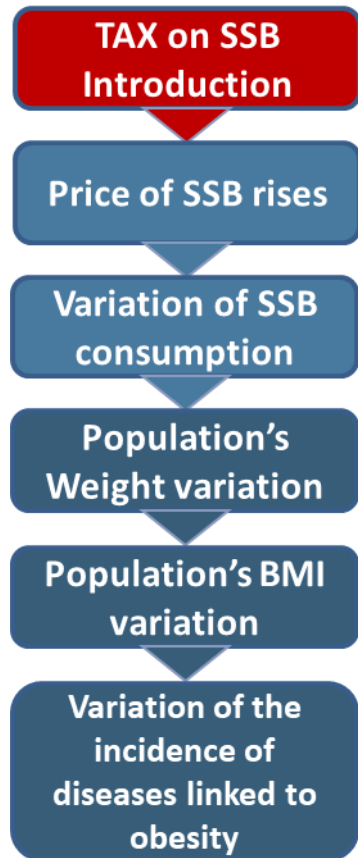 TAX on SSB
Introduction
Price of SSB rises
Variation of SSB
consumption
Population’s
Weight variation
Population’s BMI
variation
Variation of the
incidence of
diseases linked to
obesity